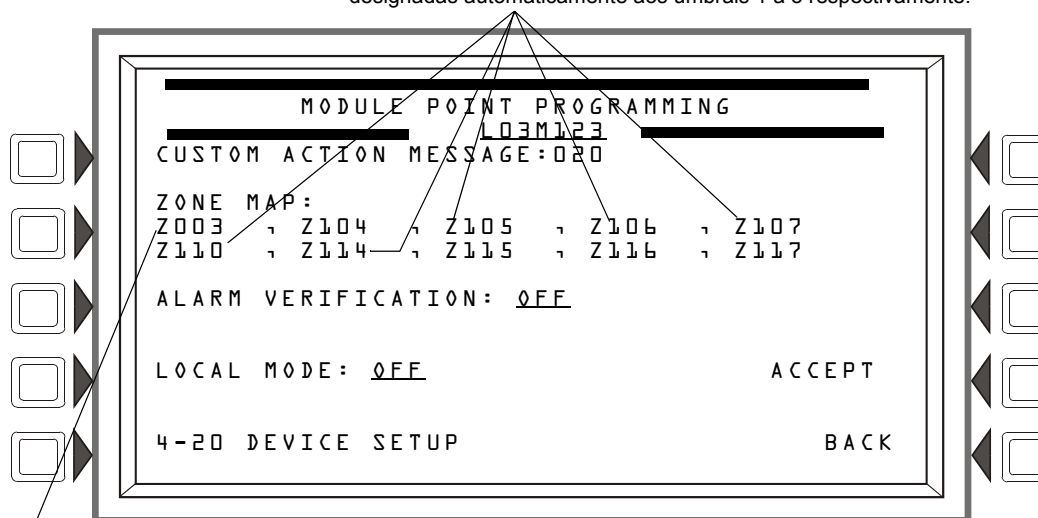 designadas automaticamente aos umbrais 1 a 5 respectivamente.
MODULE POINT PROGRAMMING
L03M123
CUSTOM ACTION MESSAGE:020
ZONE MAP:
Z003 , Z104 , Z105 , Z106 , Z107
Z110 , Z114 , Z115 , Z116 , Z117
ALARM VERIFICATION: OFF
LOCAL MODE: OFF ACCEPT
4-20 DEVICE SETUP BACK